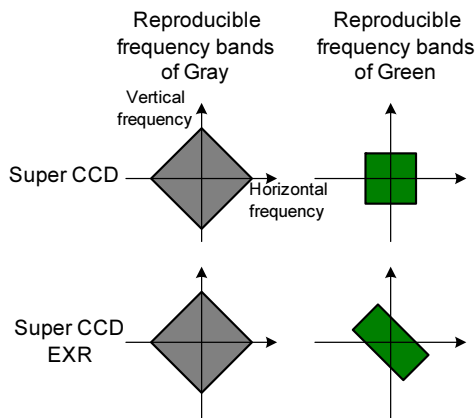 Reproducible
frequency bands
of Gray
Reproducible
frequency bands
of Green
Vertical
frequency
Super CCD
Horizontal
frequency
Super CCD
EXR